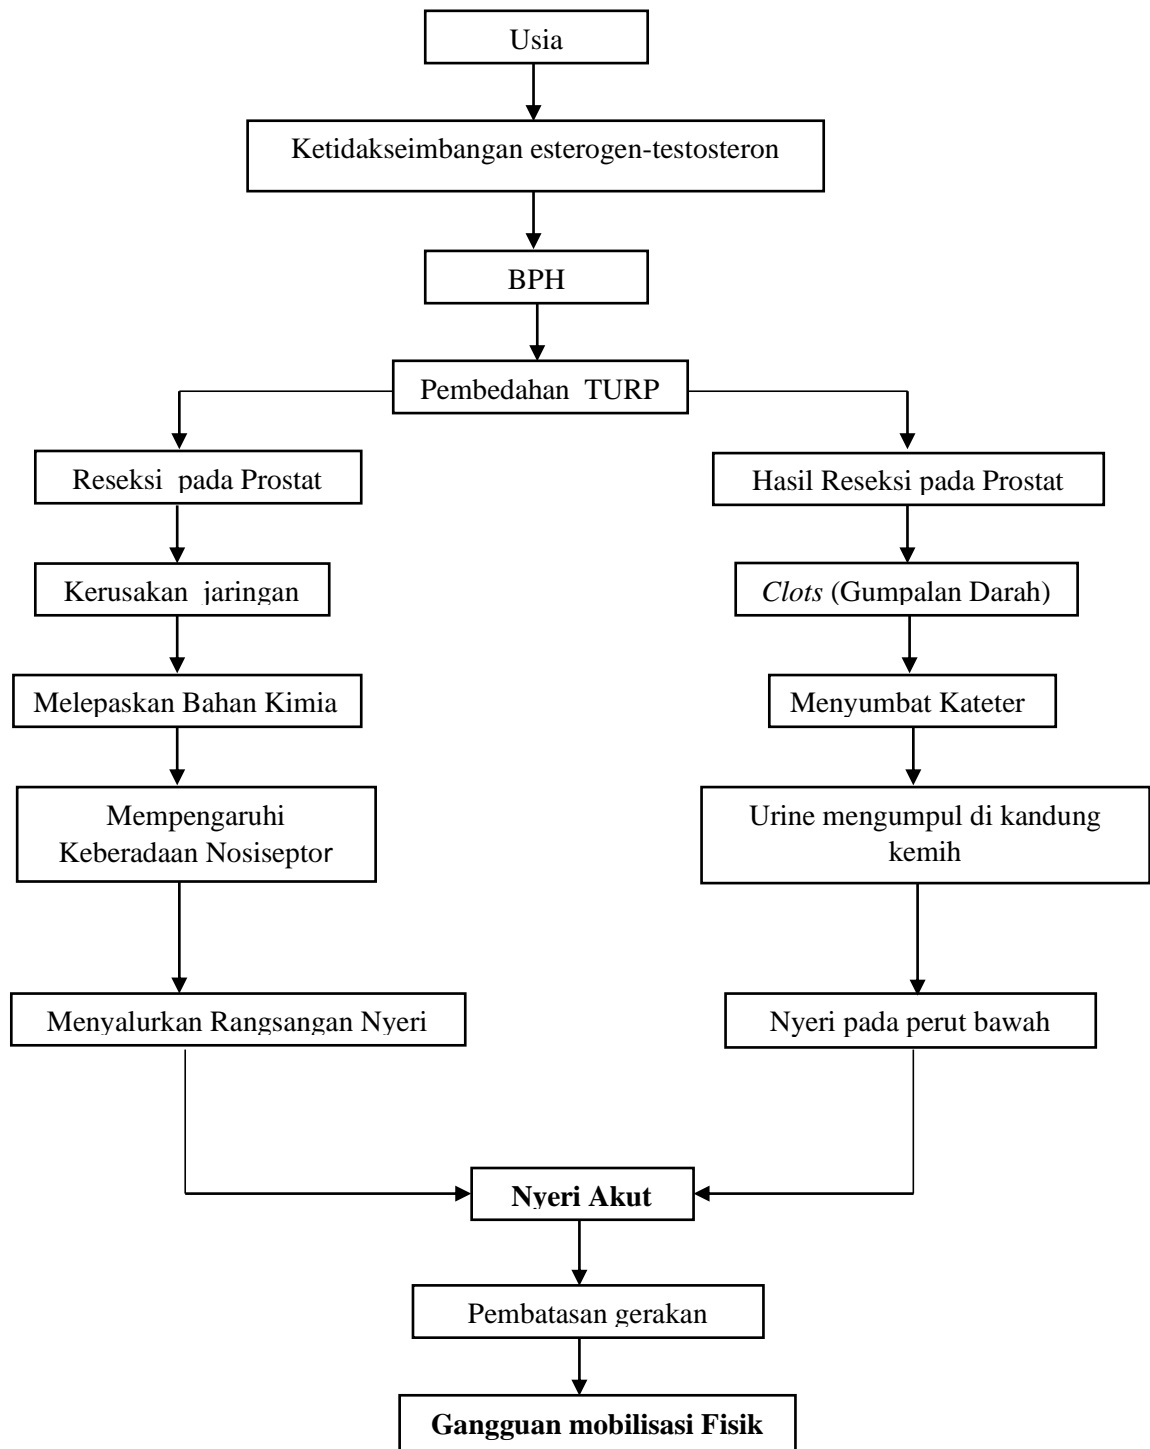 Usia
Ketidakseimbangan esterogen-testosteron
BPH
Pembedahan TURP
Reseksi pada Prostat
Hasil Reseksi pada Prostat
Kerusakan jaringan
Clots (Gumpalan Darah)
Melepaskan Bahan Kimia
Menyumbat Kateter
Mempengaruhi
Keberadaan Nosiseptor
Urine mengumpul di kandung
kemih
Menyalurkan Rangsangan Nyeri
Nyeri pada perut bawah
Nyeri Akut
Pembatasan gerakan
Gangguan mobilisasi Fisik